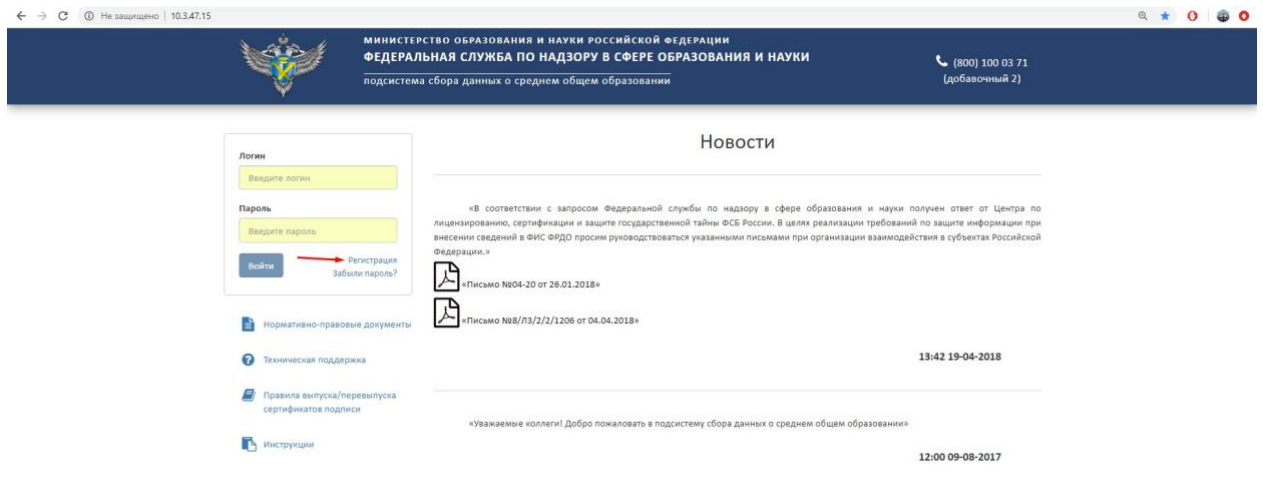 Не защищено | 10.3.47.15
МИНИСТЕРСТВО ОБРАЗОВАНИЯ И НАУКИ РОССИЙСКОЙ ФЕДЕРАЦИИ
ФЕДЕРАЛЬНАЯ СЛУЖБА ПО НАДЗОРУ В СФЕРЕ ОБРАЗОВАНИЯ И НАУКИ
подсистема сбора данных о среднем общем образовании
(800) 100 03 71
(добавочный 2)
Логин
Введите логин
Пароль
Введите пароль
Войти
Регистрация
Забыли пароль?
Нормативно-правовые документы
Техническая поддержка
Правила выпуска/перевыпуска
сертификатов подписи
Инструкции
Новости
«В соответствии с запросом Федеральной службы по надзору в сфере образования и науки получен ответ от Центра по
лицензированию, сертификации и защите государственной тайны ФСБ России. В целях реализации требований по защите информации при
внесении сведений в ФИС ФРДО просим руководствоваться указанными письмами при организации взаимодействия в субъектах Российской
Федерации.»
«Письмо №04-20 от 26.01.2018»
«Письмо №8/ЛЗ/2/2/1206 от 04.04.2018»
13:42 19-04-2018
«Уважаемые коллеги! Добро пожаловать в подсистему сбора данных о среднем общем образовании»
12:00 09-08-2017